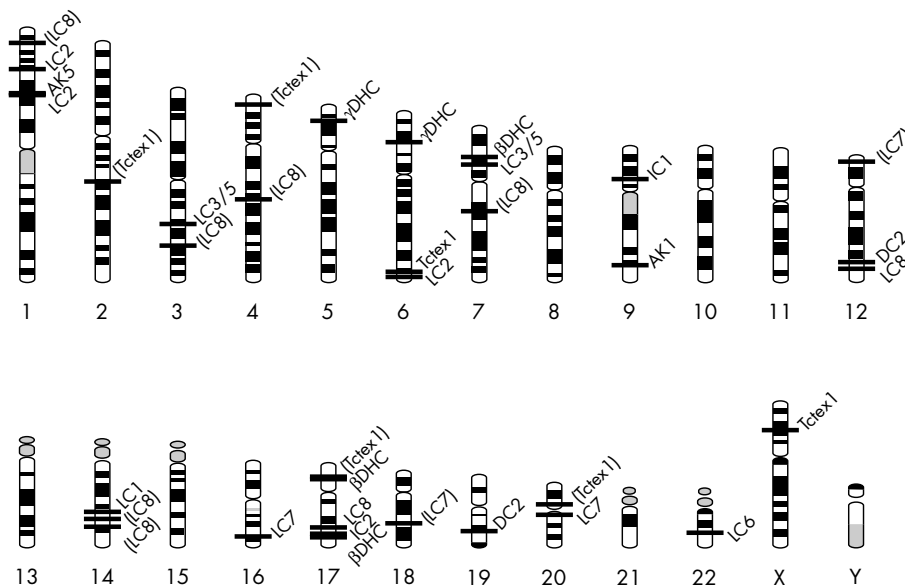 (LC8)
LC2
AK5
LC2
(Tctex1)
LC3/5
(LC8)
(Tctex1)
(LC8)
γDHC
γDHC
Tctex1
LC2
βDHC
LC3/5
(LC8)
IC1
AK1
(LC7)
DC2
LC8
1 2 3 4 5 6 7 8 9 10 11 12
LC1
(LC8)
(LC8)
LC7
(Tctex1)
βDHC
LC8
IC2
βDHC
(LC7)
DC2
(Tctex1)
LC7
LC6
Tctex1
13 14 15 16 17 18 19 20 21 22 X Y